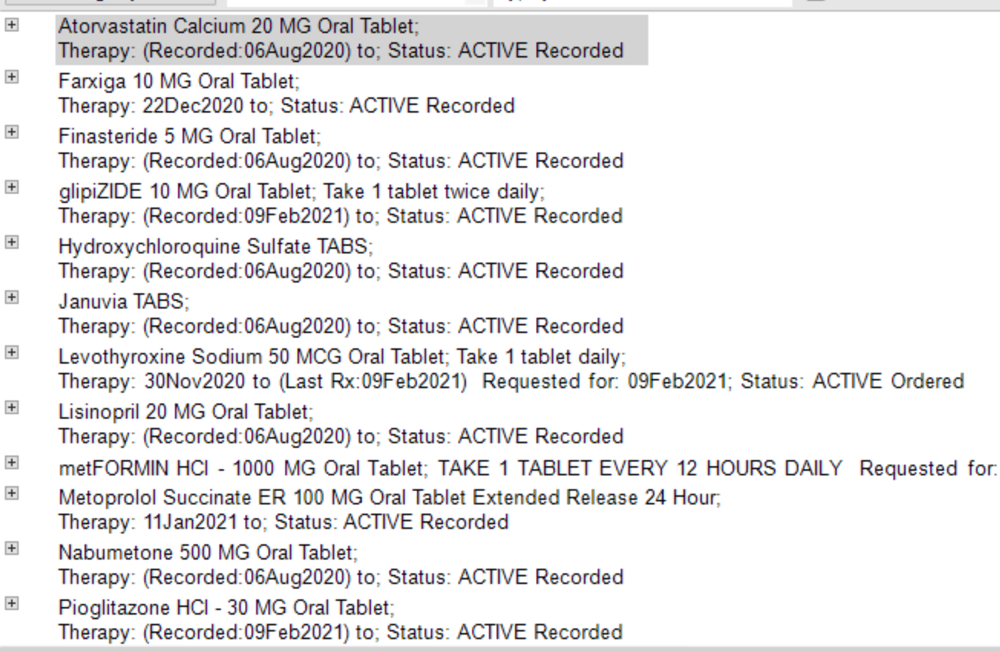 Atorvastatin Calcium 20 MG Oral Tablet;
Therapy: (Recorded:06Aug2020) to; Status: ACTIVE Recorded
Farxiga 10 MG Oral Tablet;
Therapy: 22Dec2020 to; Status: ACTIVE Recorded
Finasteride 5 MG Oral Tablet;
Therapy: (Recorded:06Aug2020) to; Status: ACTIVE Recorded
glipiZIDE 10 MG Oral Tablet; Take 1 tablet twice daily;
Therapy: (Recorded:09Feb2021) to; Status: ACTIVE Recorded
Hydroxychloroquine Sulfate TABS;
Therapy: (Recorded:06Aug2020) to; Status: ACTIVE Recorded
Januvia TABS;
Therapy: (Recorded:06Aug2020) to; Status: ACTIVE Recorded
Levothyroxine Sodium 50 MCG Oral Tablet; Take 1 tablet daily;
Therapy: 30Nov2020 to (Last Rx:09Feb2021) Requested for: 09Feb2021; Status: ACTIVE Ordered
Lisinopril 20 MG Oral Tablet;
Therapy: (Recorded:06Aug2020) to; Status: ACTIVE Recorded
metFORMIN HCl - 1000 MG Oral Tablet; TAKE 1 TABLET EVERY 12 HOURS DAILY Requested for:
Metoprolol Succinate ER 100 MG Oral Tablet Extended Release 24 Hour;
Therapy: 11Jan2021 to; Status: ACTIVE Recorded
Nabumetone 500 MG Oral Tablet;
Therapy: (Recorded:06Aug2020) to; Status: ACTIVE Recorded
Pioglitazone HCl - 30 MG Oral Tablet;
Therapy: (Recorded:09Feb2021) to; Status: ACTIVE Recorded